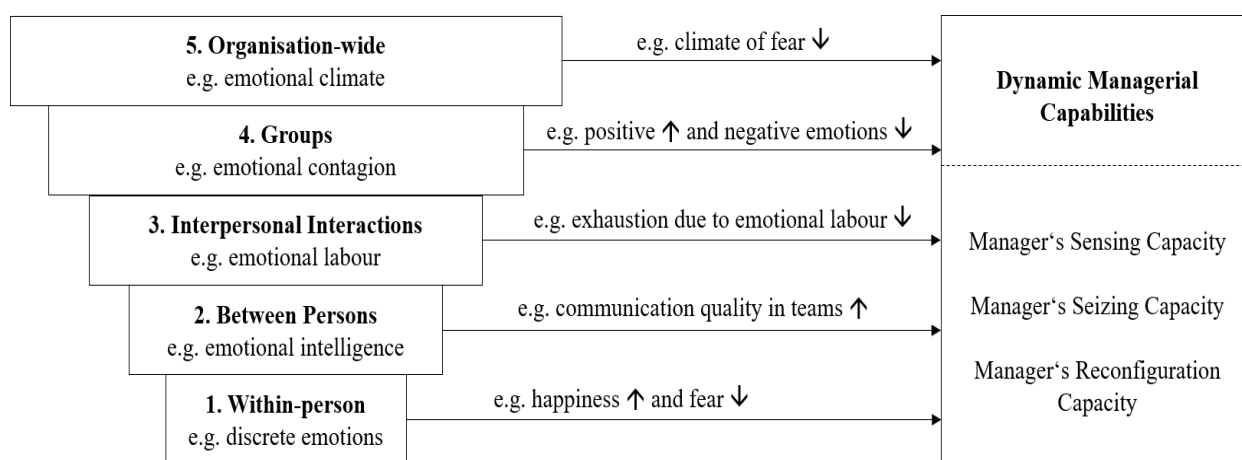 5. Organisation-wide
e.g. emotional climate
e.g. climate of fear ↓
4. Groups
e.g. emotional contagion
e.g. positive ↑ and negative emotions ↓
3. Interpersonal Interactions
e.g. emotional labour
e.g. exhaustion due to emotional labour ↓
2. Between Persons
e.g. emotional intelligence
e.g. communication quality in teams ↑
1. Within-person
e.g. discrete emotions
e.g. happiness ↑ and fear ↓
Dynamic Managerial
Capabilities
Manager‘s Sensing Capacity
Manager‘s Seizing Capacity
Manager‘s Reconfiguration
Capacity